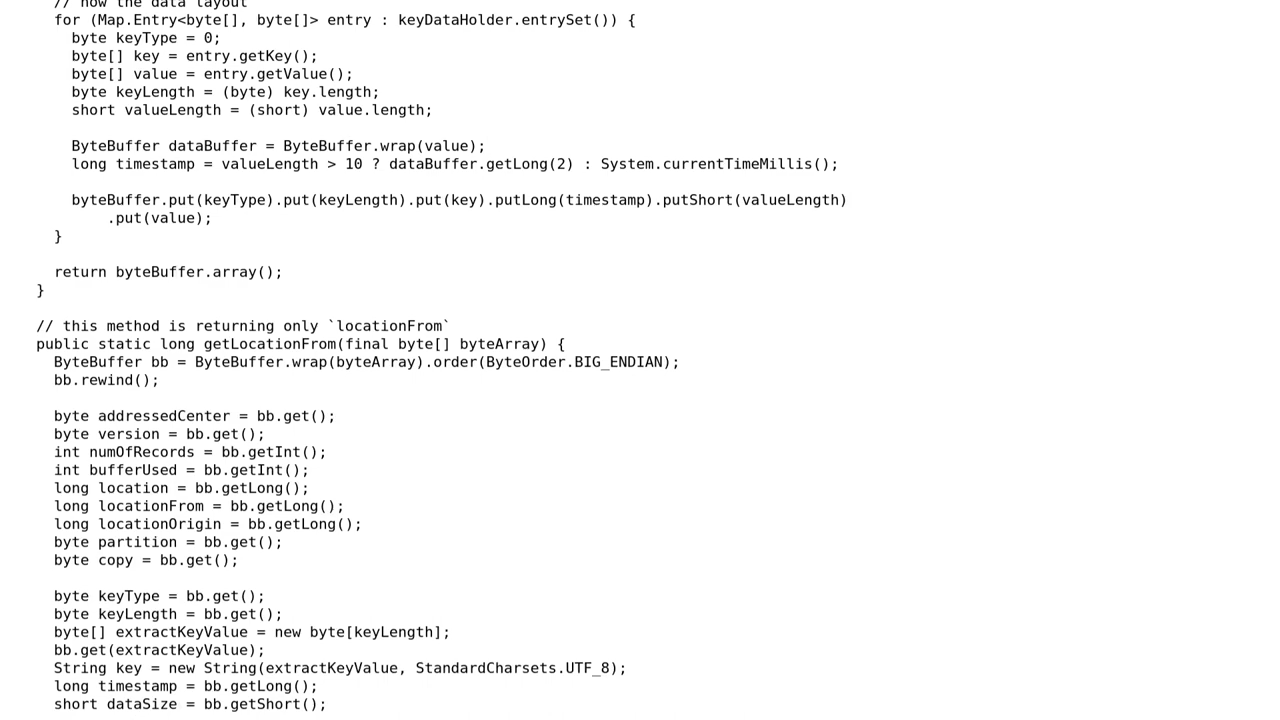 // now the data layout
for (Map.Entry<byte[], byte[]> entry : keyDataHolder.entrySet()) {
byte keyType = 0;
byte[] key = entry.getKey();
byte[] value = entry.getValue();
byte keyLength = (byte) key.length;
short valueLength = (short) value.length;
ByteBuffer dataBuffer = ByteBuffer.wrap(value);
long timestamp = valueLength > 10 ? dataBuffer.getLong(2) : System.currentTimeMillis();
byteBuffer.put(keyType).put(keyLength).put(key).putLong(timestamp).putShort(valueLength)
.put(value);
}
return byteBuffer.array();
}
// this method is returning only `locationFrom`
public static long getLocationFrom(final byte[] byteArray) {
ByteBuffer bb = ByteBuffer.wrap(byteArray).order(ByteOrder.BIG_ENDIAN);
bb.rewind();
byte addressedCenter = bb.get();
byte version = bb.get();
int numOfRecords = bb.getInt();
int bufferUsed = bb.getInt();
long location = bb.getLong();
long locationFrom = bb.getLong();
long locationOrigin = bb.getLong();
byte partition = bb.get();
byte copy = bb.get();
byte keyType = bb.get();
byte keyLength = bb.get();
byte[] extractKeyValue = new byte[keyLength];
bb.get(extractKeyValue);
String key = new String(extractKeyValue, StandardCharsets.UTF_8);
long timestamp = bb.getLong();
short dataSize = bb.getShort();